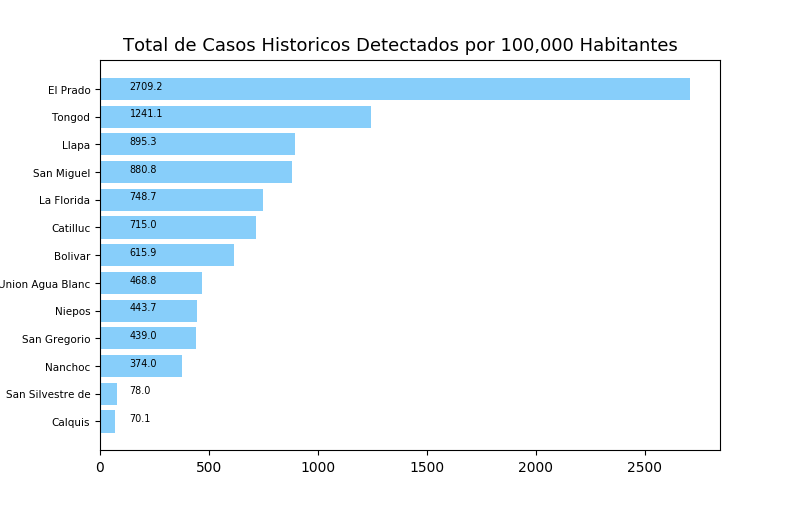 Total de Casos Historicos Detectados por 100,000 Habitantes
El Prado 2709.2
Tongod 1241.1
Llapa 895.3
San Miguel 880.8
La Florida 748.7
Catilluc 715.0
Bolivar 615.9
Union Agua Blanc 468.8
Niepos 443.7
San Gregorio 439.0
Nanchoc 374.0
San Silvestre de 78.0
Calquis 70.1
0 500 1000 1500 2000 2500